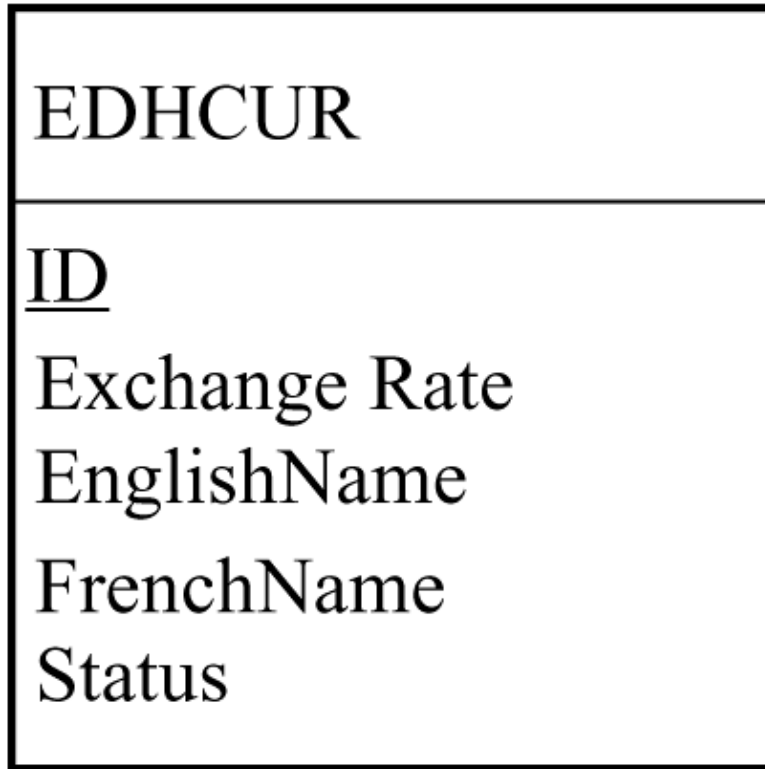 EDHCUR
ID
Exchange Rate
EnglishName
FrenchName
Status